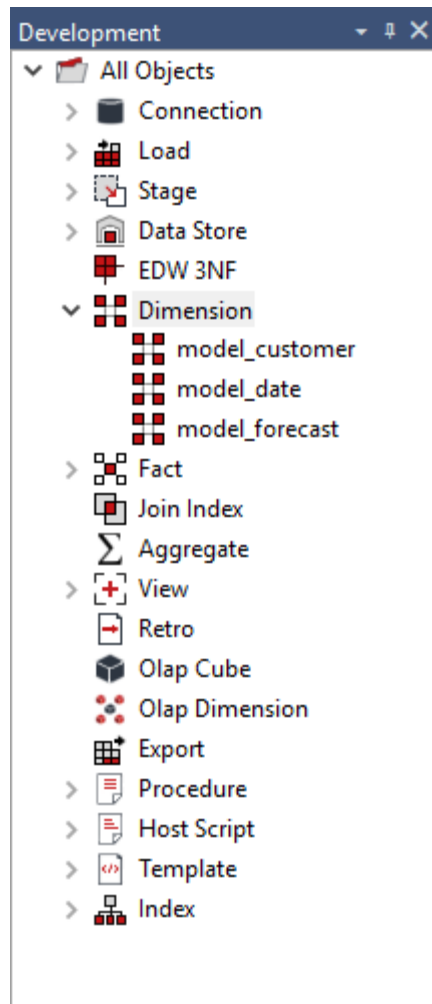 Development
All Objects
Connection
Load
Stage
Data Store
EDW 3NF
Dimension
model_customer
model_date
model_forecast
Fact
Join Index
Aggregate
View
Retro
Olap Cube
Olap Dimension
Export
Procedure
Host Script
Template
Index